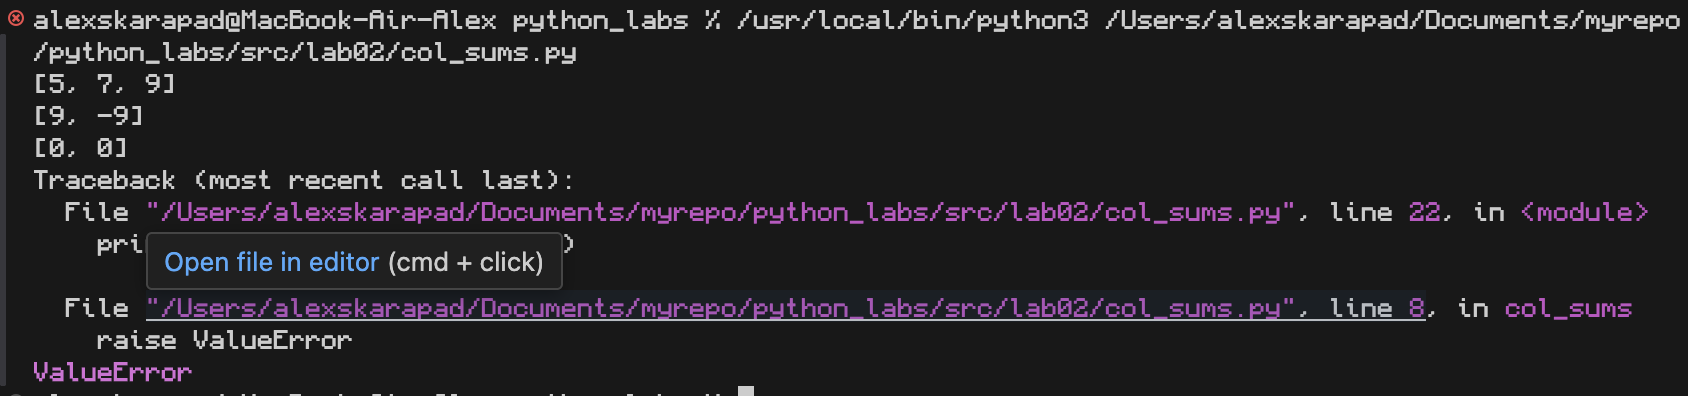 alexskarapad@MacBook-Air-Alex python_labs % /usr/local/bin/python3 /Users/alexskarapad/Documents/myrepo
/python_labs/src/lab02/col_sums.py
[5, 7, 9]
[9, -9]
[0, 0]
Traceback (most recent call last):
File "/Users/alexskarapad/Documents/myrepo/python_labs/src/lab02/col_sums.py", line 22, in <module>
pri )
Open file in editor (cmd + click)
File "/Users/alexskarapad/Documents/myrepo/python_labs/src/lab02/col_sums.py", line 8, in col_sums
raise ValueError
ValueError